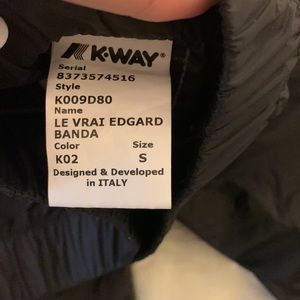 K-WAY®
Serial
8373574516
Style
K009D80
Name
LE VRAI EDGARD
BANDA
Color Size
K02 S
Designed & Developed
in ITALY